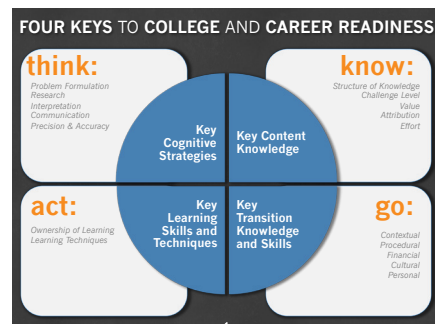 FOUR KEYS TO COLLEGE AND CAREER READINESS
think:
Problem Formulation
Research
Interpretation
Communication
Precision & Accuracy
know:
Structure of Knowledge
Challenge Level
Value
Attribution
Effort
Key
Cognitive
Strategies
Key Content
Knowledge
act:
Ownership of Learning
Learning Techniques
Key
Learning
Skills and
Techniques
Key
Transition
Knowledge
and Skills
go:
Contextual
Procedural
Financial
Cultural
Personal